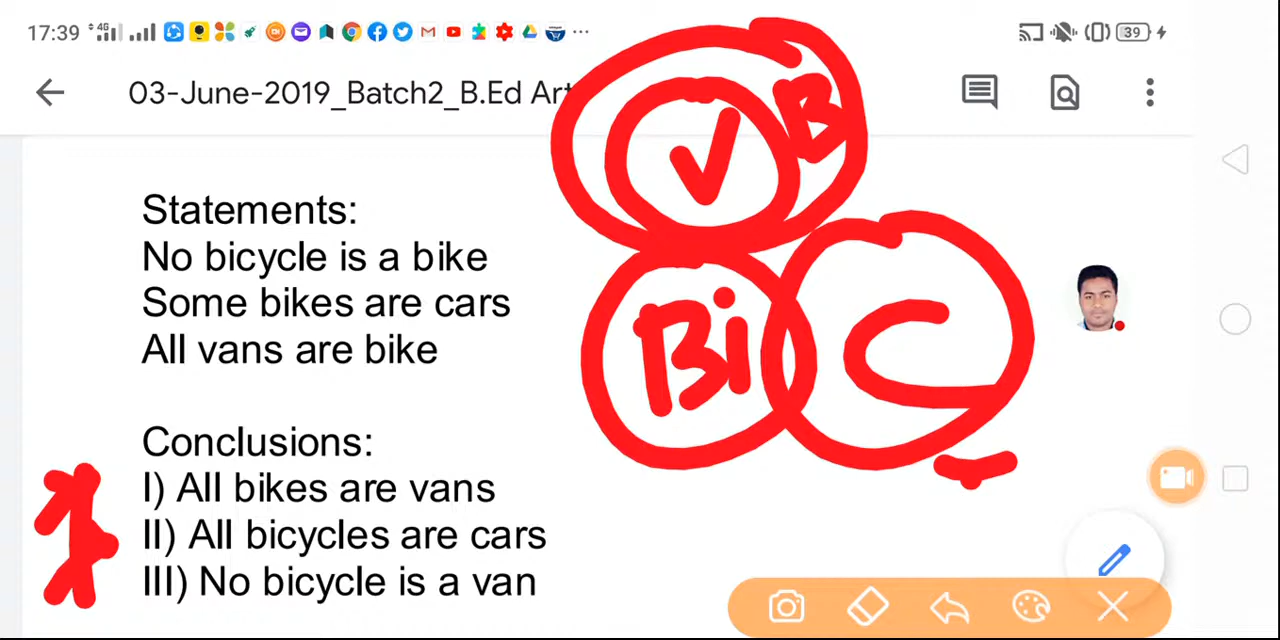 17:39 4G 39
03-June-2019_Batch2_B.Ed Art
B
V
Statements:
No bicycle is a bike
Some bikes are cars
All vans are bike
Bi
C
Conclusions:
I) All bikes are vans
II) All bicycles are cars
III) No bicycle is a van